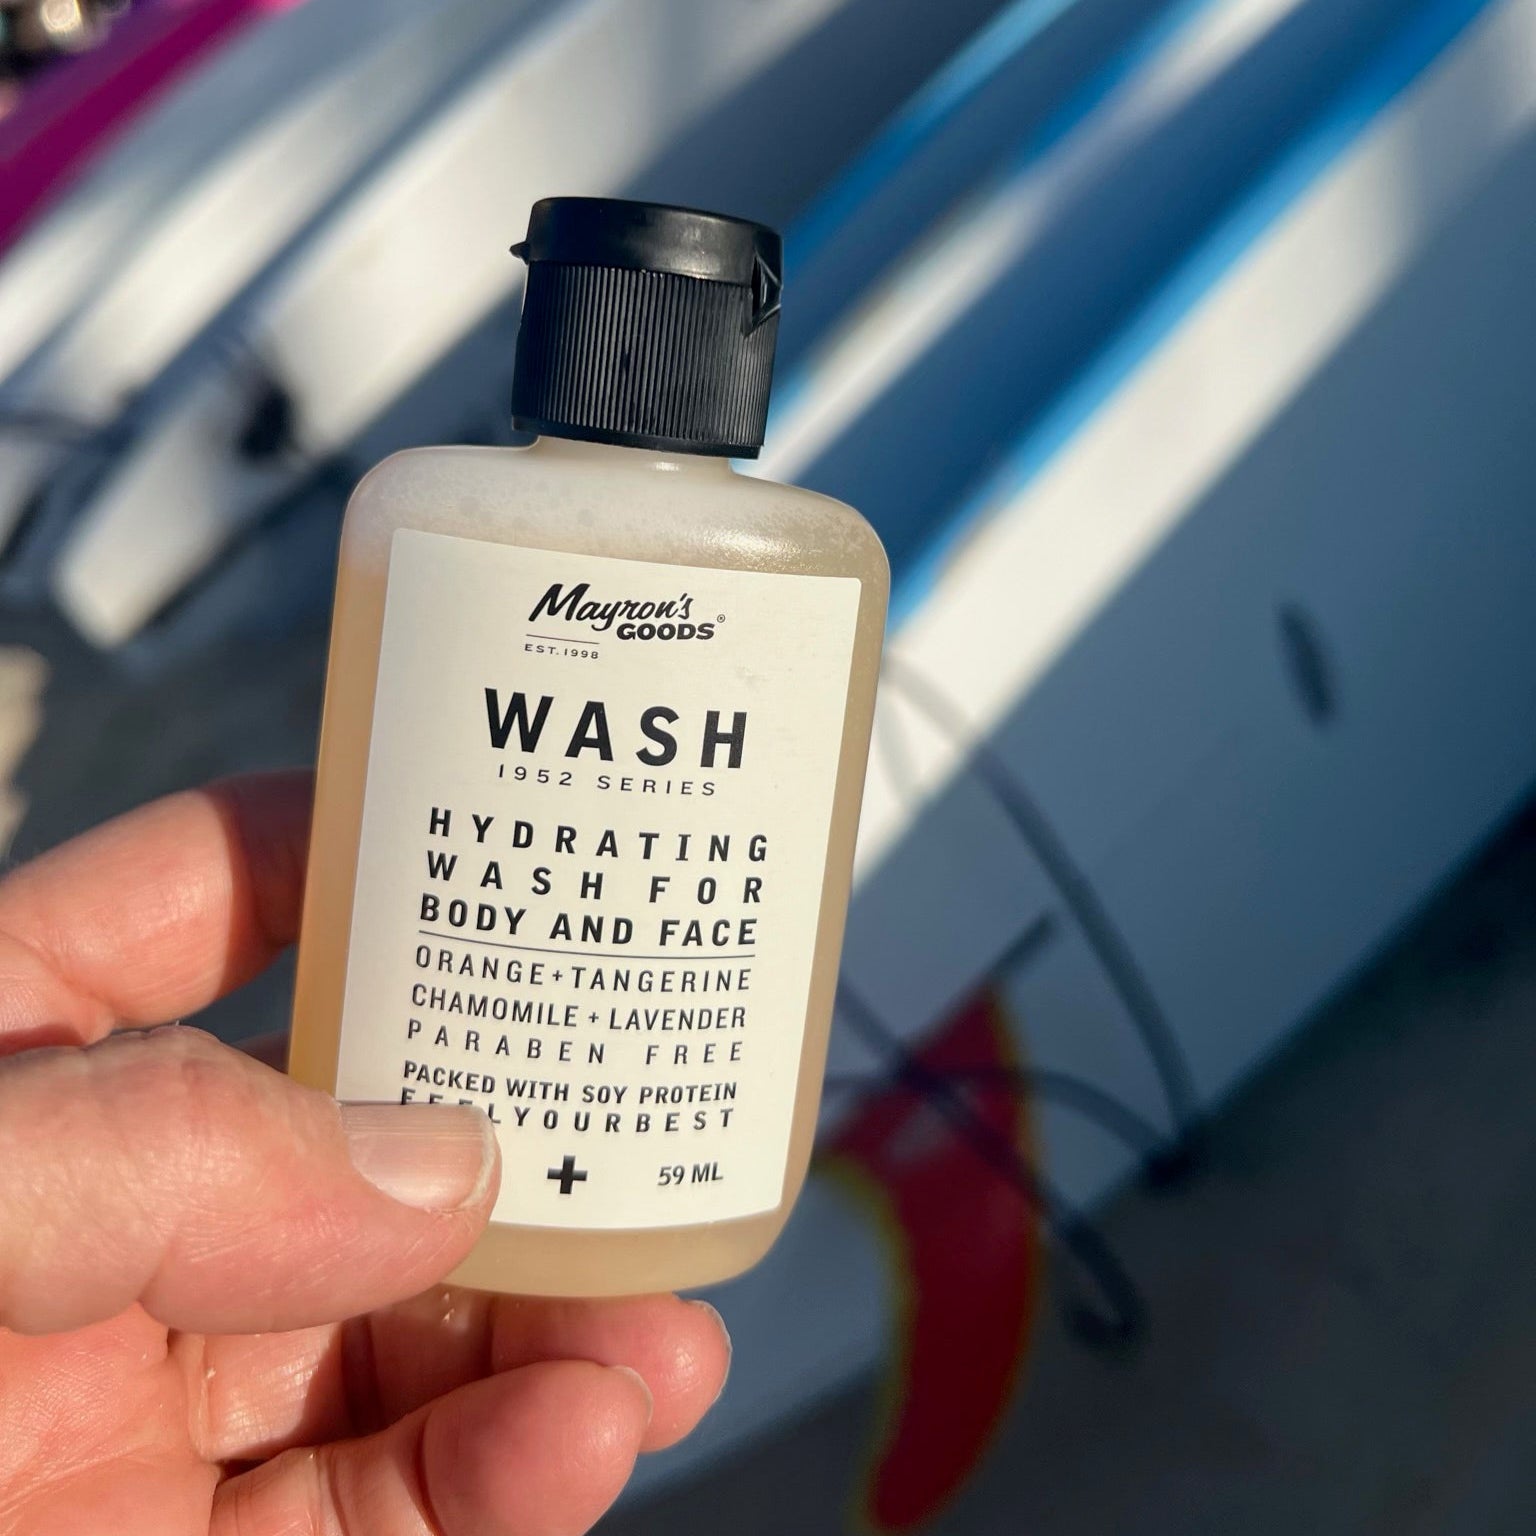 Mayron's
GOODS®
EST. 1998
WASH
1952 SERIES
HYDRATING
WASH FOR
BODY AND FACE
ORANGE+TANGERINE
CHAMOMILE + LAVENDER
PARABEN FREE
PACKED WITH SOY PROTEIN
FEELYOURBEST
+ 59 ML